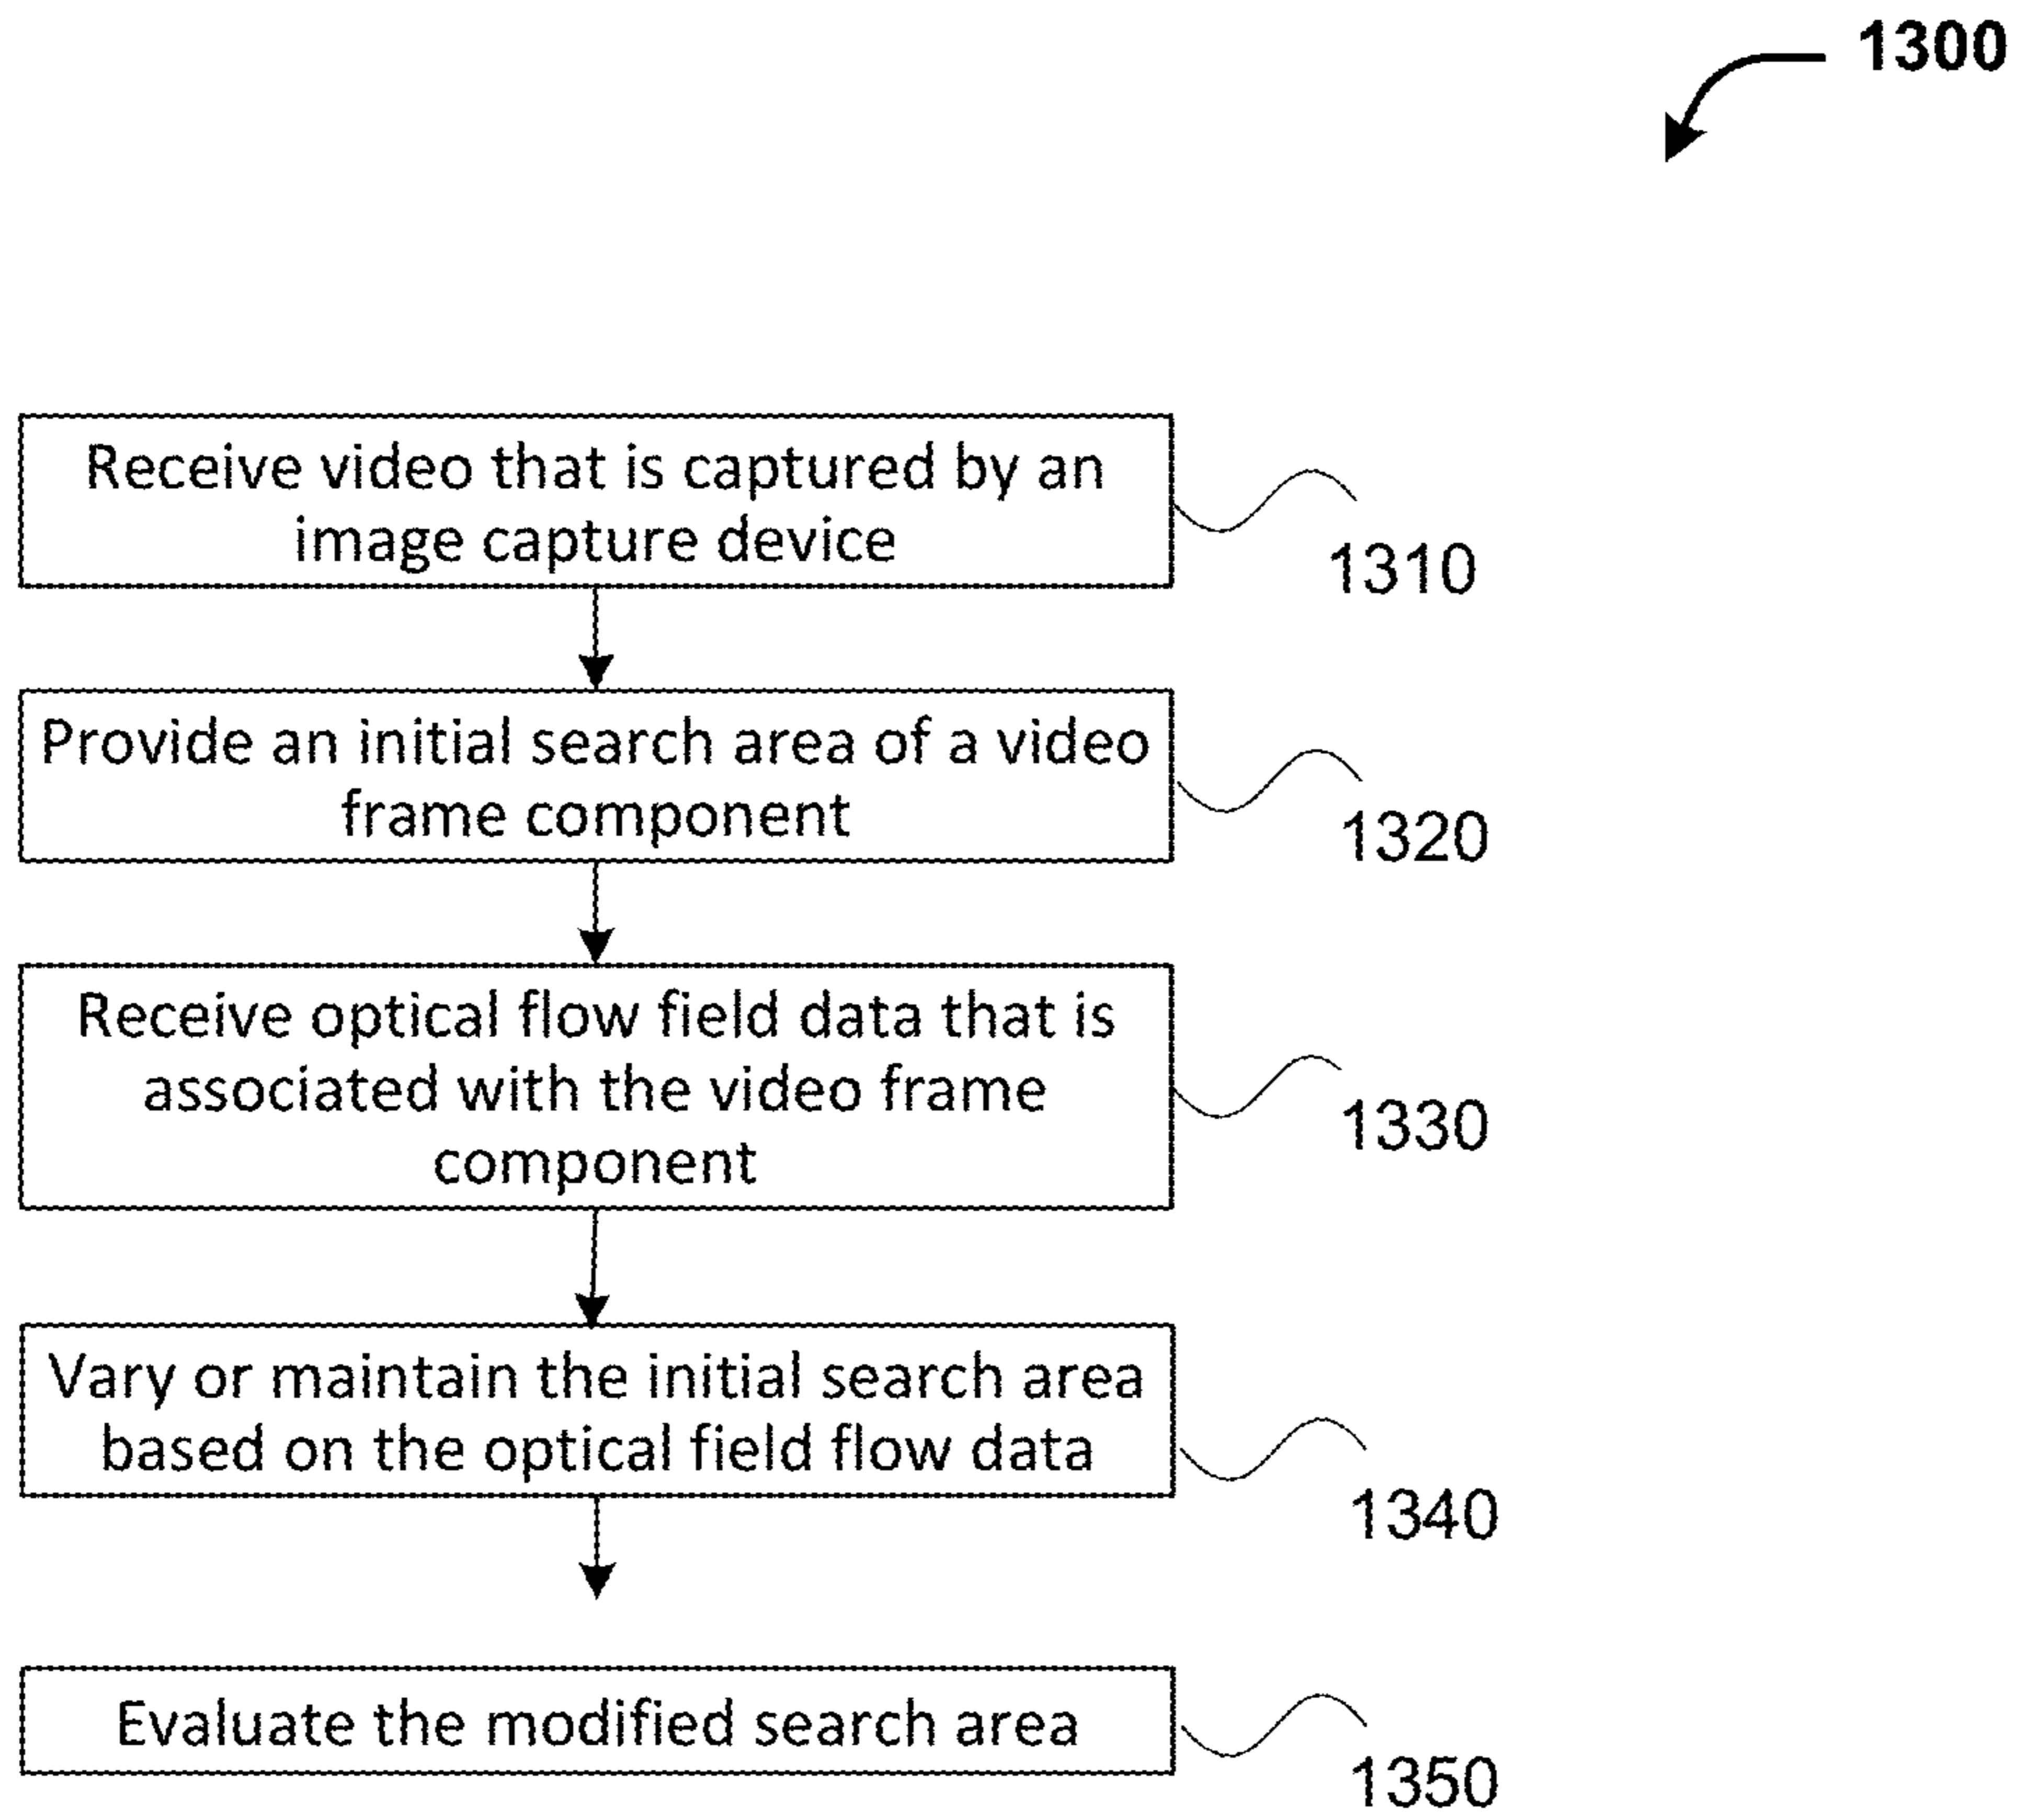 1300
Receive video that is captured by an
image capture device
1310
Provide an initial search area of a video
frame component
1320
Receive optical flow field data that is
associated with the video frame
component
1330
Vary or maintain the initial search area
based on the optical field flow data
1340
Evaluate the modified search area
1350